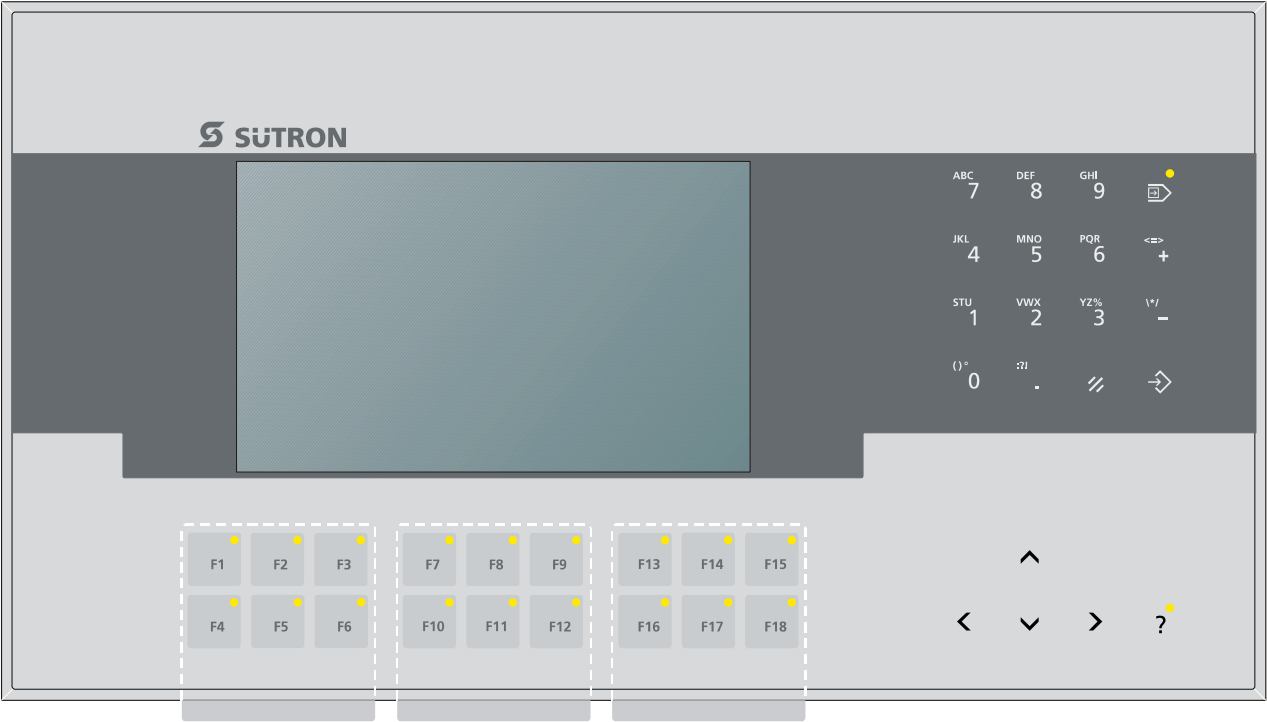 SÜTRON
ABC DEF GHI
7 8 9
JKL MNO PQR <=>
4 5 6 +
STU VWX YZ% \*/
1 2 3 –
()° :?!
0 .
F1 F2 F3 F7 F8 F9 F13 F14 F15
F4 F5 F6 F10 F11 F12 F16 F17 F18
?